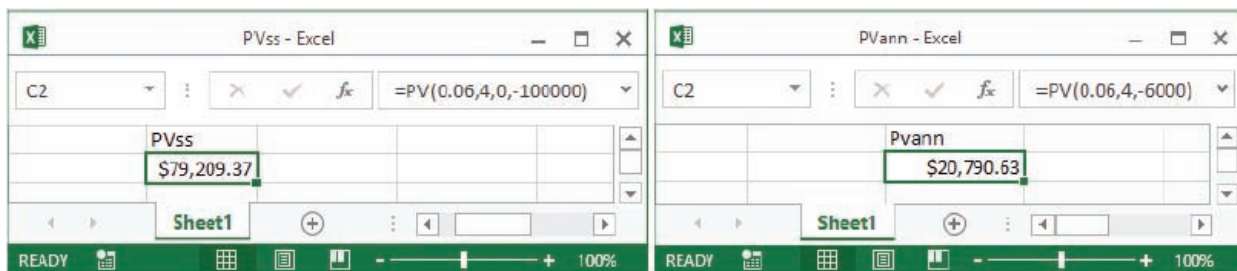 PVss - Excel
C2
fx
=PV(0.06,4,0,-100000)
PVss
$79,209.37
Sheet1
READY
100%
PVann - Excel
C2
fx
=PV(0.06,4,-6000)
Pvann
$20,790.63
Sheet1
READY
100%